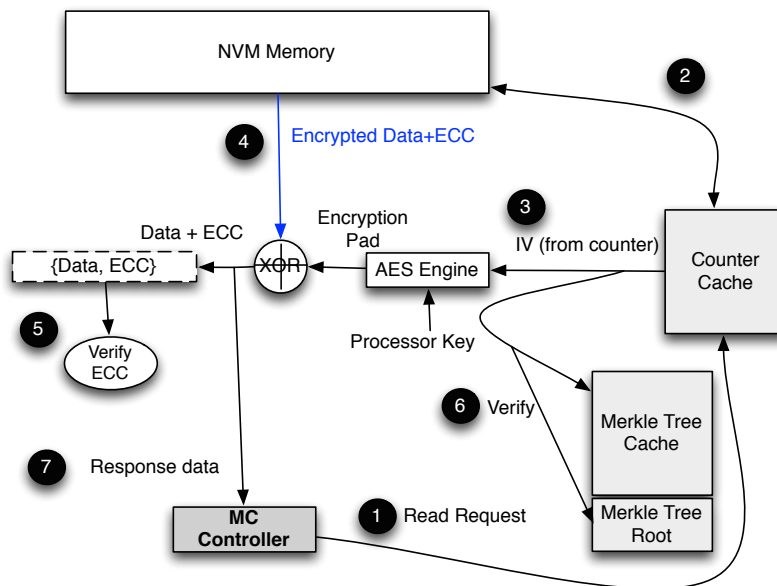 NVM Memory
2
4
Encrypted Data+ECC
3
Data + ECC
Encryption
Pad
IV (from counter)
{Data, ECC}
XOR
AES Engine
Counter
Cache
5
Verify
ECC
Processor Key
6
Verify
Merkle Tree
Cache
7
Response data
MC
Controller
1
Read Request
Merkle Tree
Root